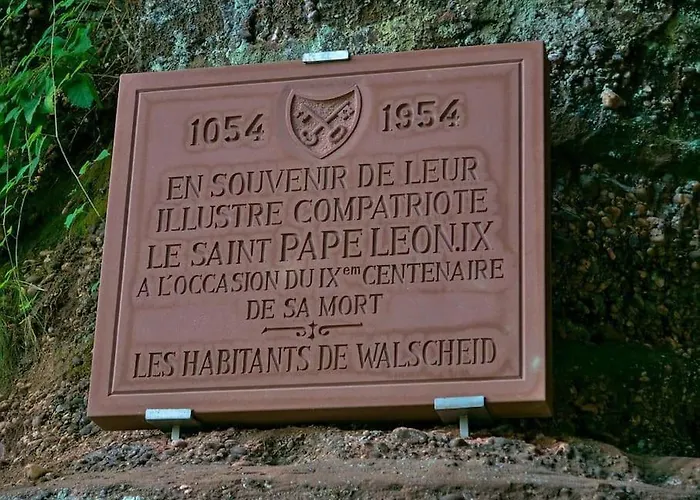 1054 1954
EN SOUVENIR DE LEUR
ILLUSTRE COMPATRIOTE
LE SAINT PAPE LEON.IX
A L'OCCASION DU IXem CENTENAIRE
DE SA MORT
LES HABITANTS DE WALSCHEID